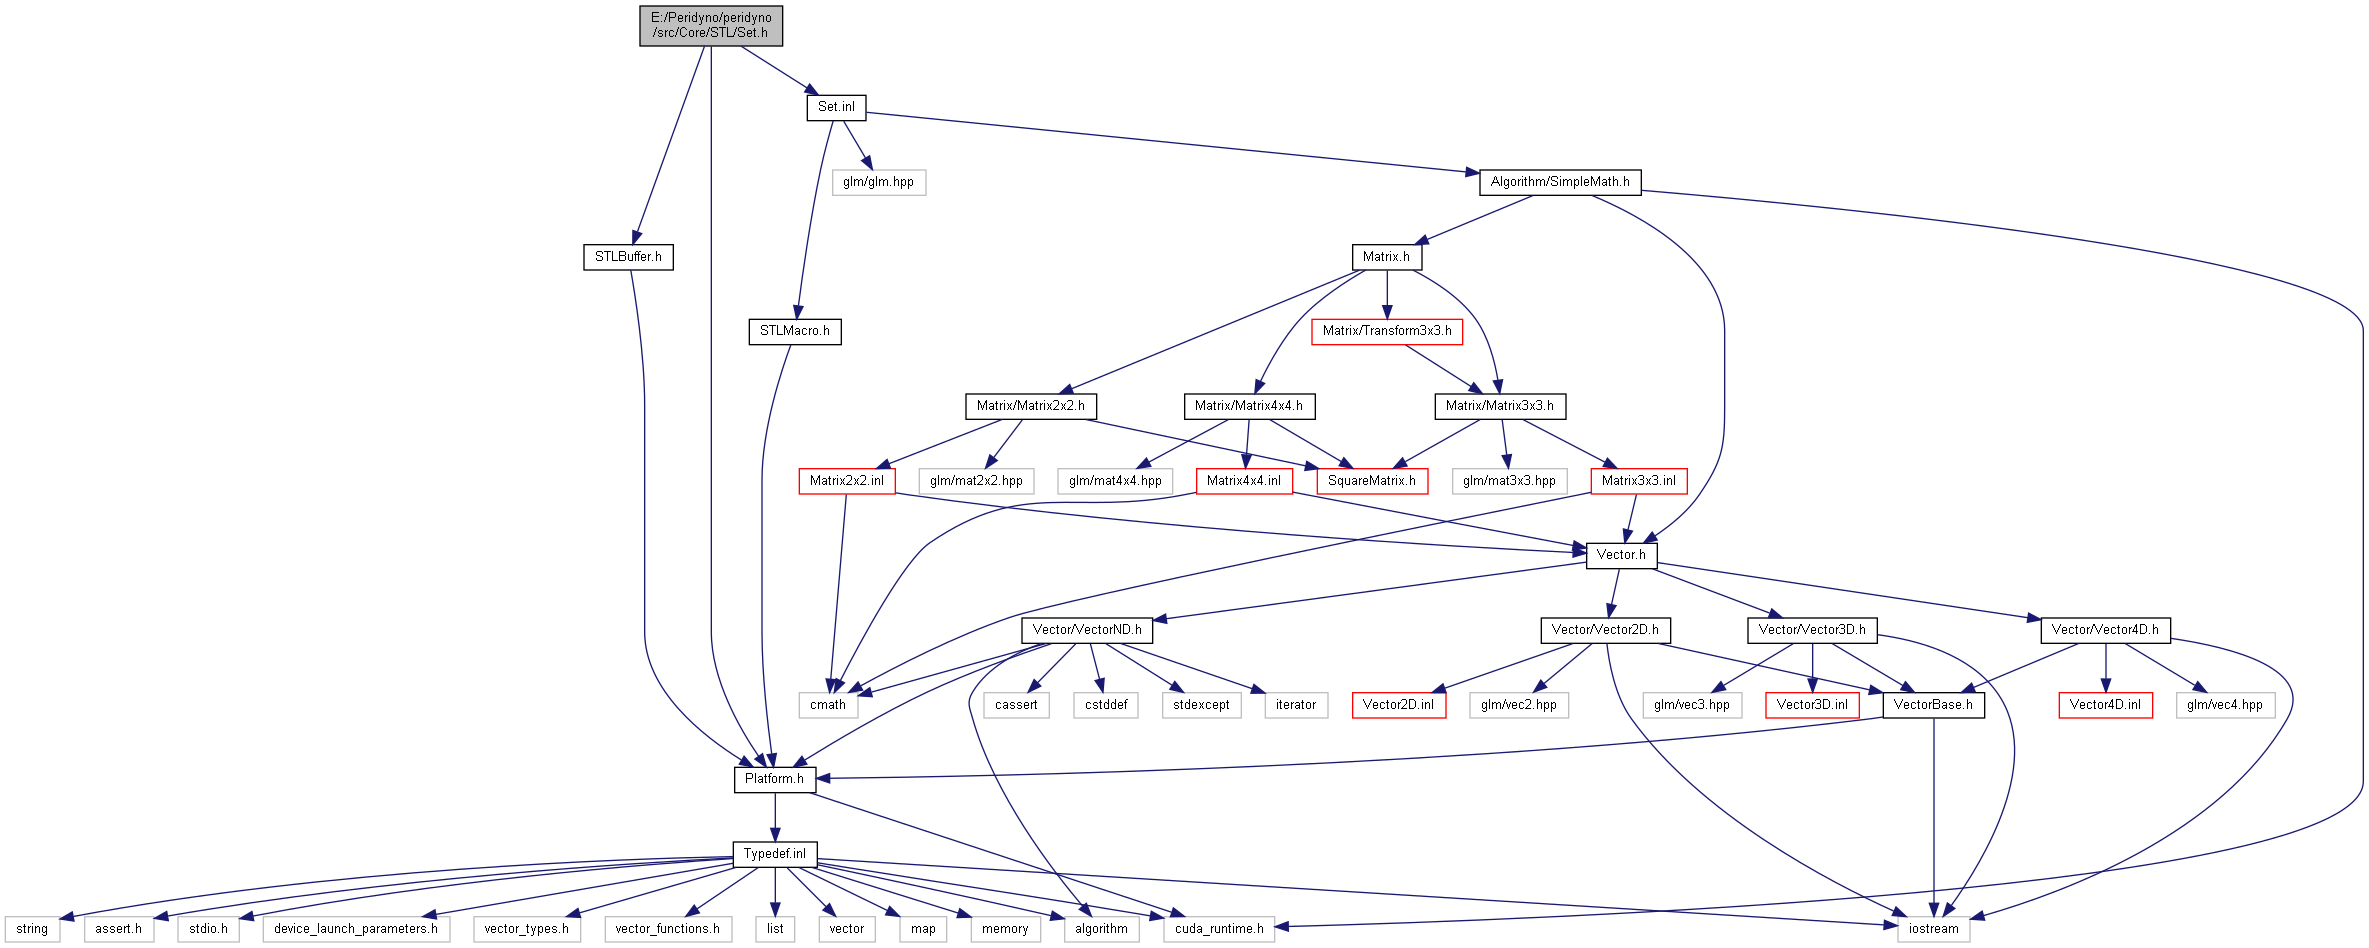 E:/Peridyno/peridyno
/src/Core/STL/Set.h
Set.inl
glm/glm.hpp
Algorithm/SimpleMath.h
STLBuffer.h
Matrix.h
STLMacro.h
Matrix/Transform3x3.h
Matrix/Matrix2x2.h
Matrix/Matrix4x4.h
Matrix/Matrix3x3.h
Matrix2x2.inl
glm/mat2x2.hpp
glm/mat4x4.hpp
Matrix4x4.inl
SquareMatrix.h
glm/mat3x3.hpp
Matrix3x3.inl
Vector.h
Vector/VectorND.h
Vector/Vector2D.h
Vector/Vector3D.h
Vector/Vector4D.h
cmath
cassert
cstddef
stdexcept
iterator
Vector2D.inl
glm/vec2.hpp
glm/vec3.hpp
Vector3D.inl
VectorBase.h
Vector4D.inl
glm/vec4.hpp
Platform.h
Typedef.inl
string
assert.h
stdio.h
device_launch_parameters.h
vector_types.h
vector_functions.h
list
vector
map
memory
algorithm
cuda_runtime.h
iostream